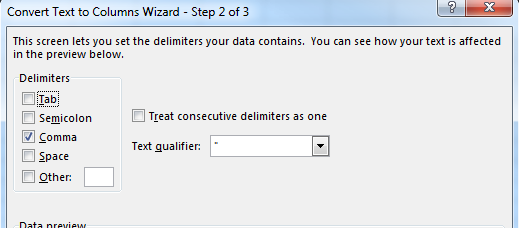 Convert Text to Columns Wizard - Step 2 of 3
?
This screen lets you set the delimiters your data contains.  You can see how your text is affected
in the preview below.
Delimiters
Tab
Semicolon
Comma
Space
Other:
Treat consecutive delimiters as one
Text qualifier: "
Data preview